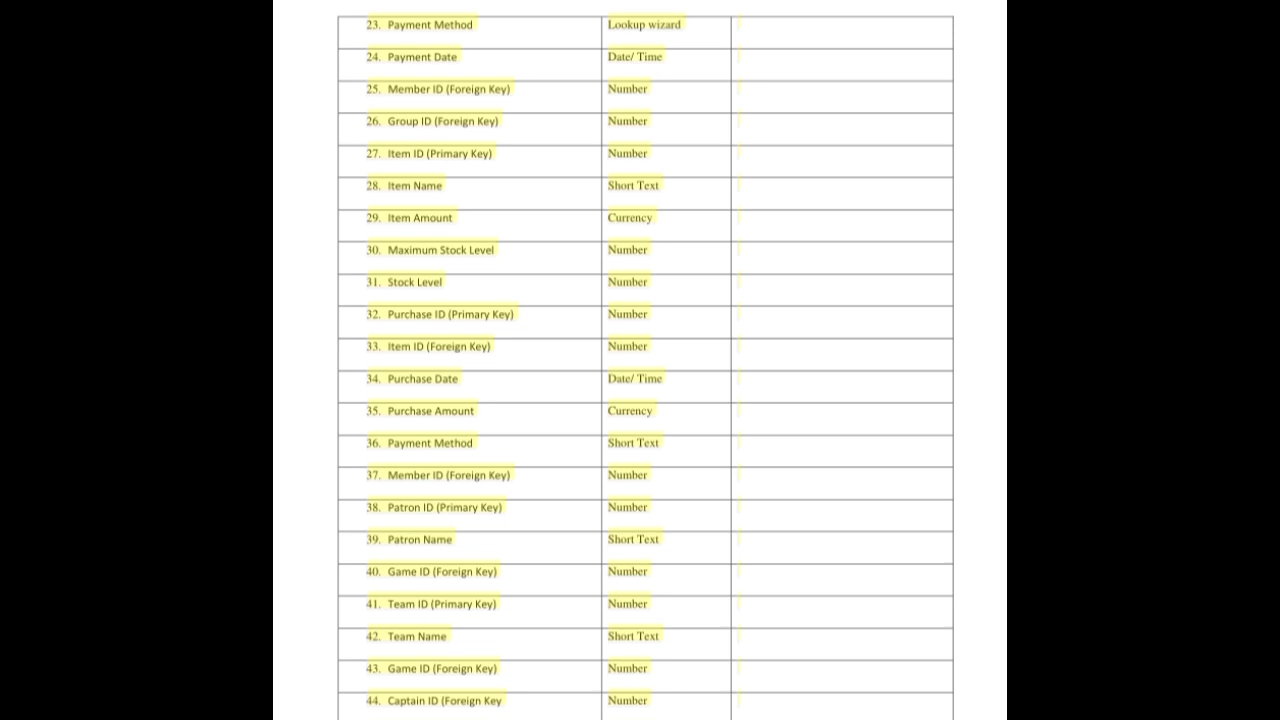 23. Payment Method Lookup wizard
24. Payment Date Date/ Time
25. Member ID (Foreign Key) Number
26. Group ID (Foreign Key) Number
27. Item ID (Primary Key) Number
28. Item Name Short Text
29. Item Amount Currency
30. Maximum Stock Level Number
31. Stock Level Number
32. Purchase ID (Primary Key) Number
33. Item ID (Foreign Key) Number
34. Purchase Date Date/ Time
35. Purchase Amount Currency
36. Payment Method Short Text
37. Member ID (Foreign Key) Number
38. Patron ID (Primary Key) Number
39. Patron Name Short Text
40. Game ID (Foreign Key) Number
41. Team ID (Primary Key) Number
42. Team Name Short Text
43. Game ID (Foreign Key) Number
44. Captain ID (Foreign Key Number